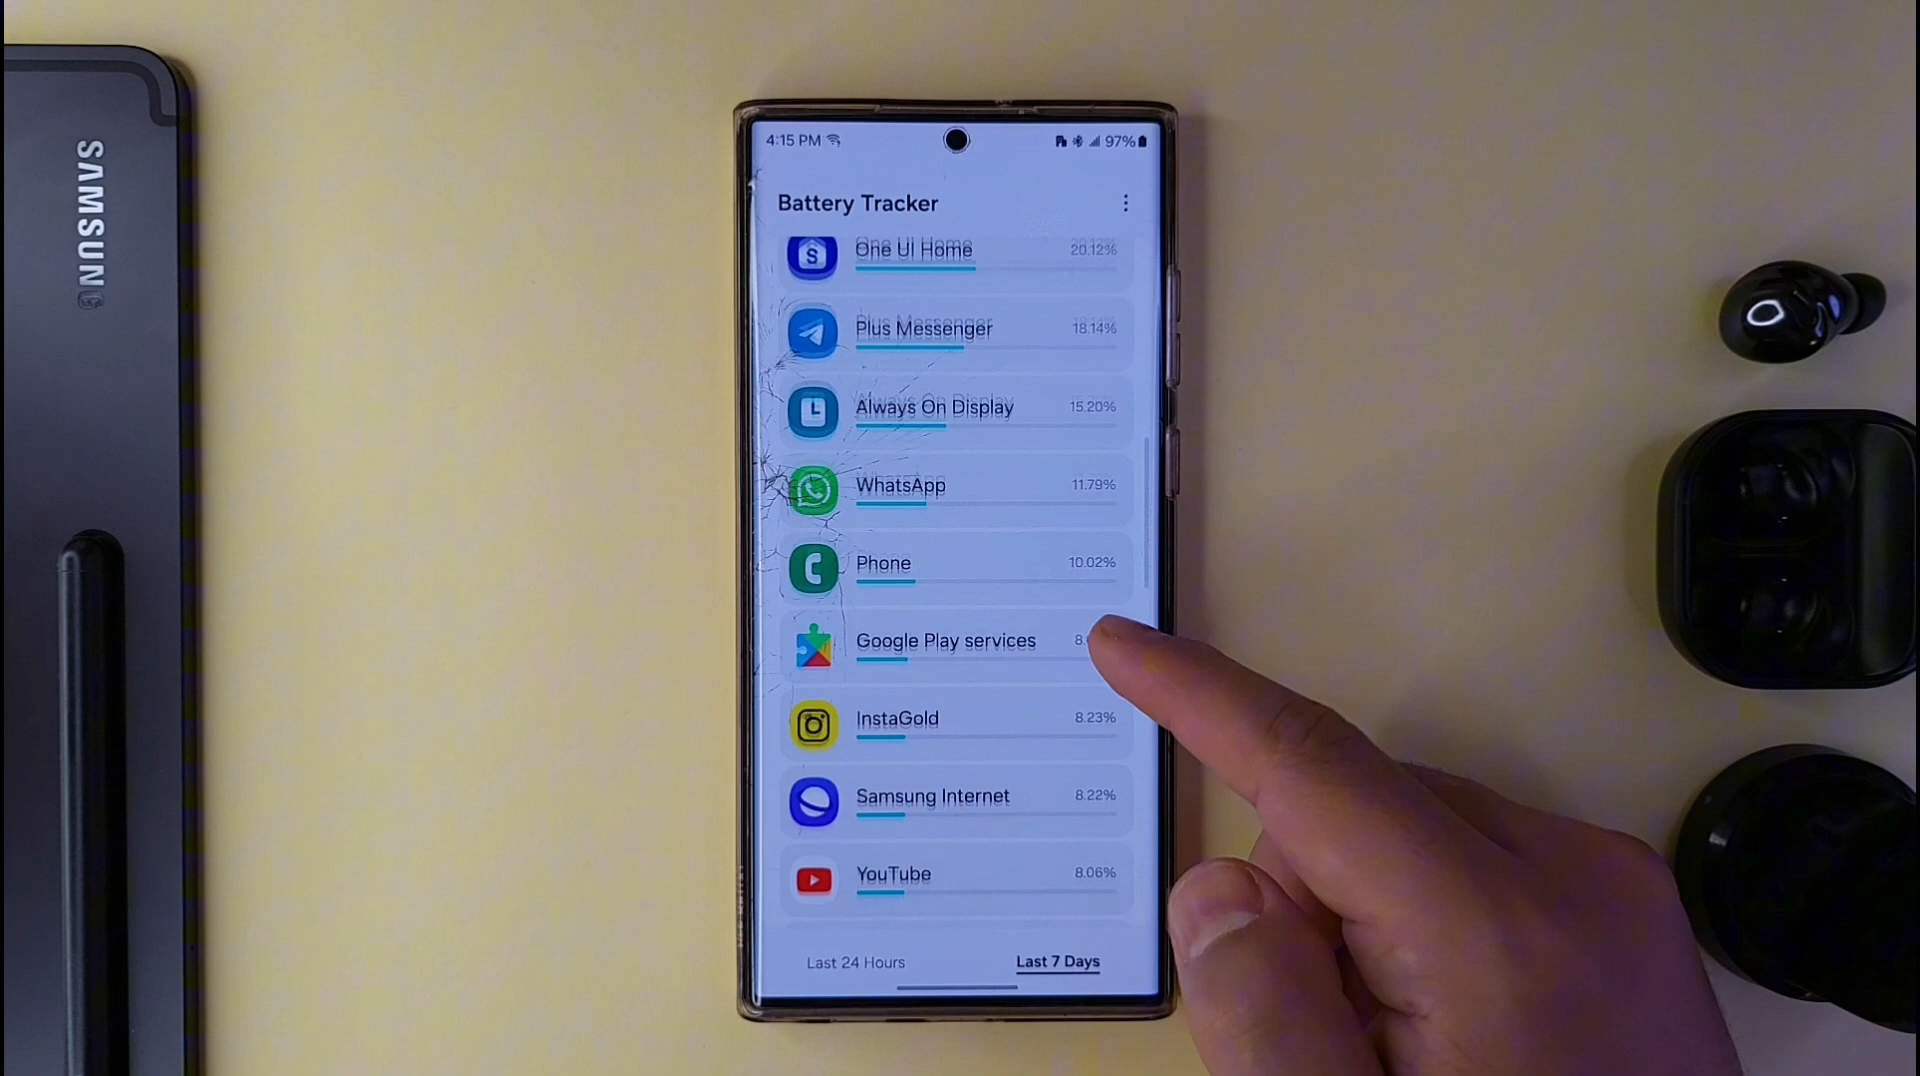 SAMSUNG
4:15 PM
97%
Battery Tracker
One UI Home 20.12%
Plus Messenger 18.14%
Always On Display 15.20%
WhatsApp 11.79%
Phone 10.02%
Google Play services 8.
InstaGold 8.23%
Samsung Internet 8.22%
YouTube 8.06%
Last 24 Hours Last 7 Days